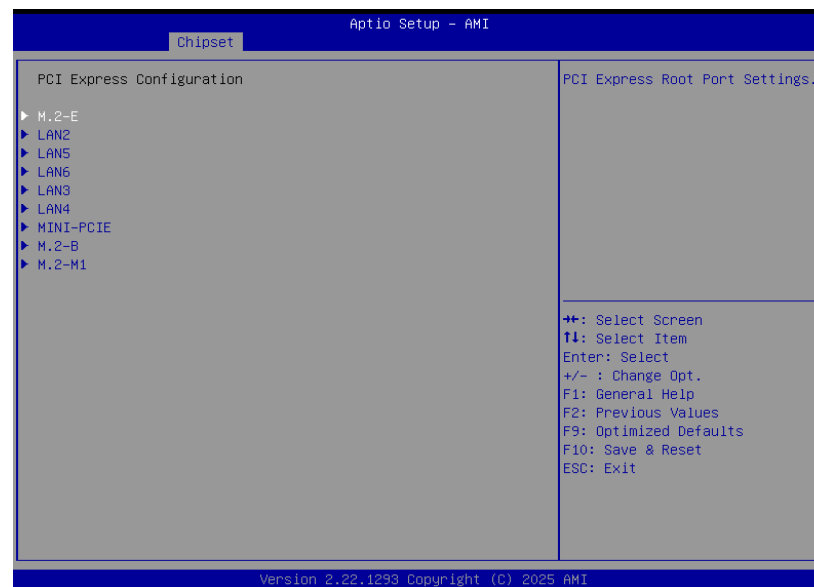 Aptio Setup – AMI
Chipset
PCI Express Configuration
PCI Express Root Port Settings.
▶ M.2-E
▶ LAN2
▶ LAN5
▶ LAN6
▶ LAN3
▶ LAN4
▶ MINI-PCIE
▶ M.2-B
▶ M.2-M1
→←: Select Screen
↑↓: Select Item
Enter: Select
+/- : Change Opt.
F1: General Help
F2: Previous Values
F9: Optimized Defaults
F10: Save & Reset
ESC: Exit
Version 2.22.1293 Copyright (C) 2025 AMI